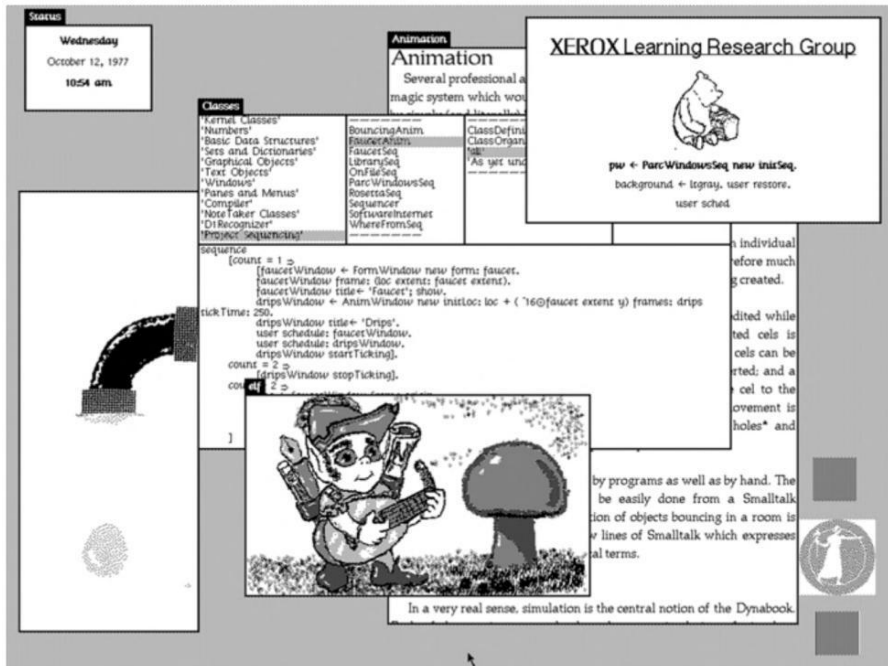 Status
Wednesday
October 12, 1977
10:54 am
Animation
Animation
Several professional a
magic system which wou
XEROX Learning Research Group
pw ← ParcWindowsSeq new initSeq.
background ← ltgray. user restore.
user sched
Classes
'Kernel Classes'
'Numbers'
'Basic Data Structures'
'Sets and Dictionaries'
'Graphical Objects'
'Text Objects'
'Windows'
'Panes and Menus'
'Compiler'
'NoteTaker Classes'
'D1Recognizer'
'Project Sequencing'
BouncingAnim
FaucetAnim
FaucetSeq
LibrarySeq
OnFileSeq
ParcWindowsSeq
RosettaSeq
Sequencer
SoftwareInternet
WhereFromSeq
ClassDefini
ClassOrgan
'all'
'As yet unc
sequence
[count = 1 ⊃
[faucetWindow ← FormWindow new form: faucet.
faucetWindow frame: (loc extent: faucet extent).
faucetWindow title← 'Faucet'; show.
dripsWindow ← AnimWindow new initLoc: loc + ( ¯16⊙faucet extent y) frames: drips
tickTime: 250.
dripsWindow title← 'Drips'.
user schedule: faucetWindow.
user schedule: dripsWindow.
dripsWindow startTicking].
count = 2 ⊃
[dripsWindow stopTicking].
cou 2 ⊃
]
elf
n individual
refore much
g created.
edited while
ted cels is
cels can be
erted; and a
cel to the
ovement is
holes* and
by programs as well as by hand. The
be easily done from a Smalltalk
tion of objects bouncing in a room is
w lines of Smalltalk which expresses
cal terms.
In a very real sense, simulation is the central notion of the Dynabook.